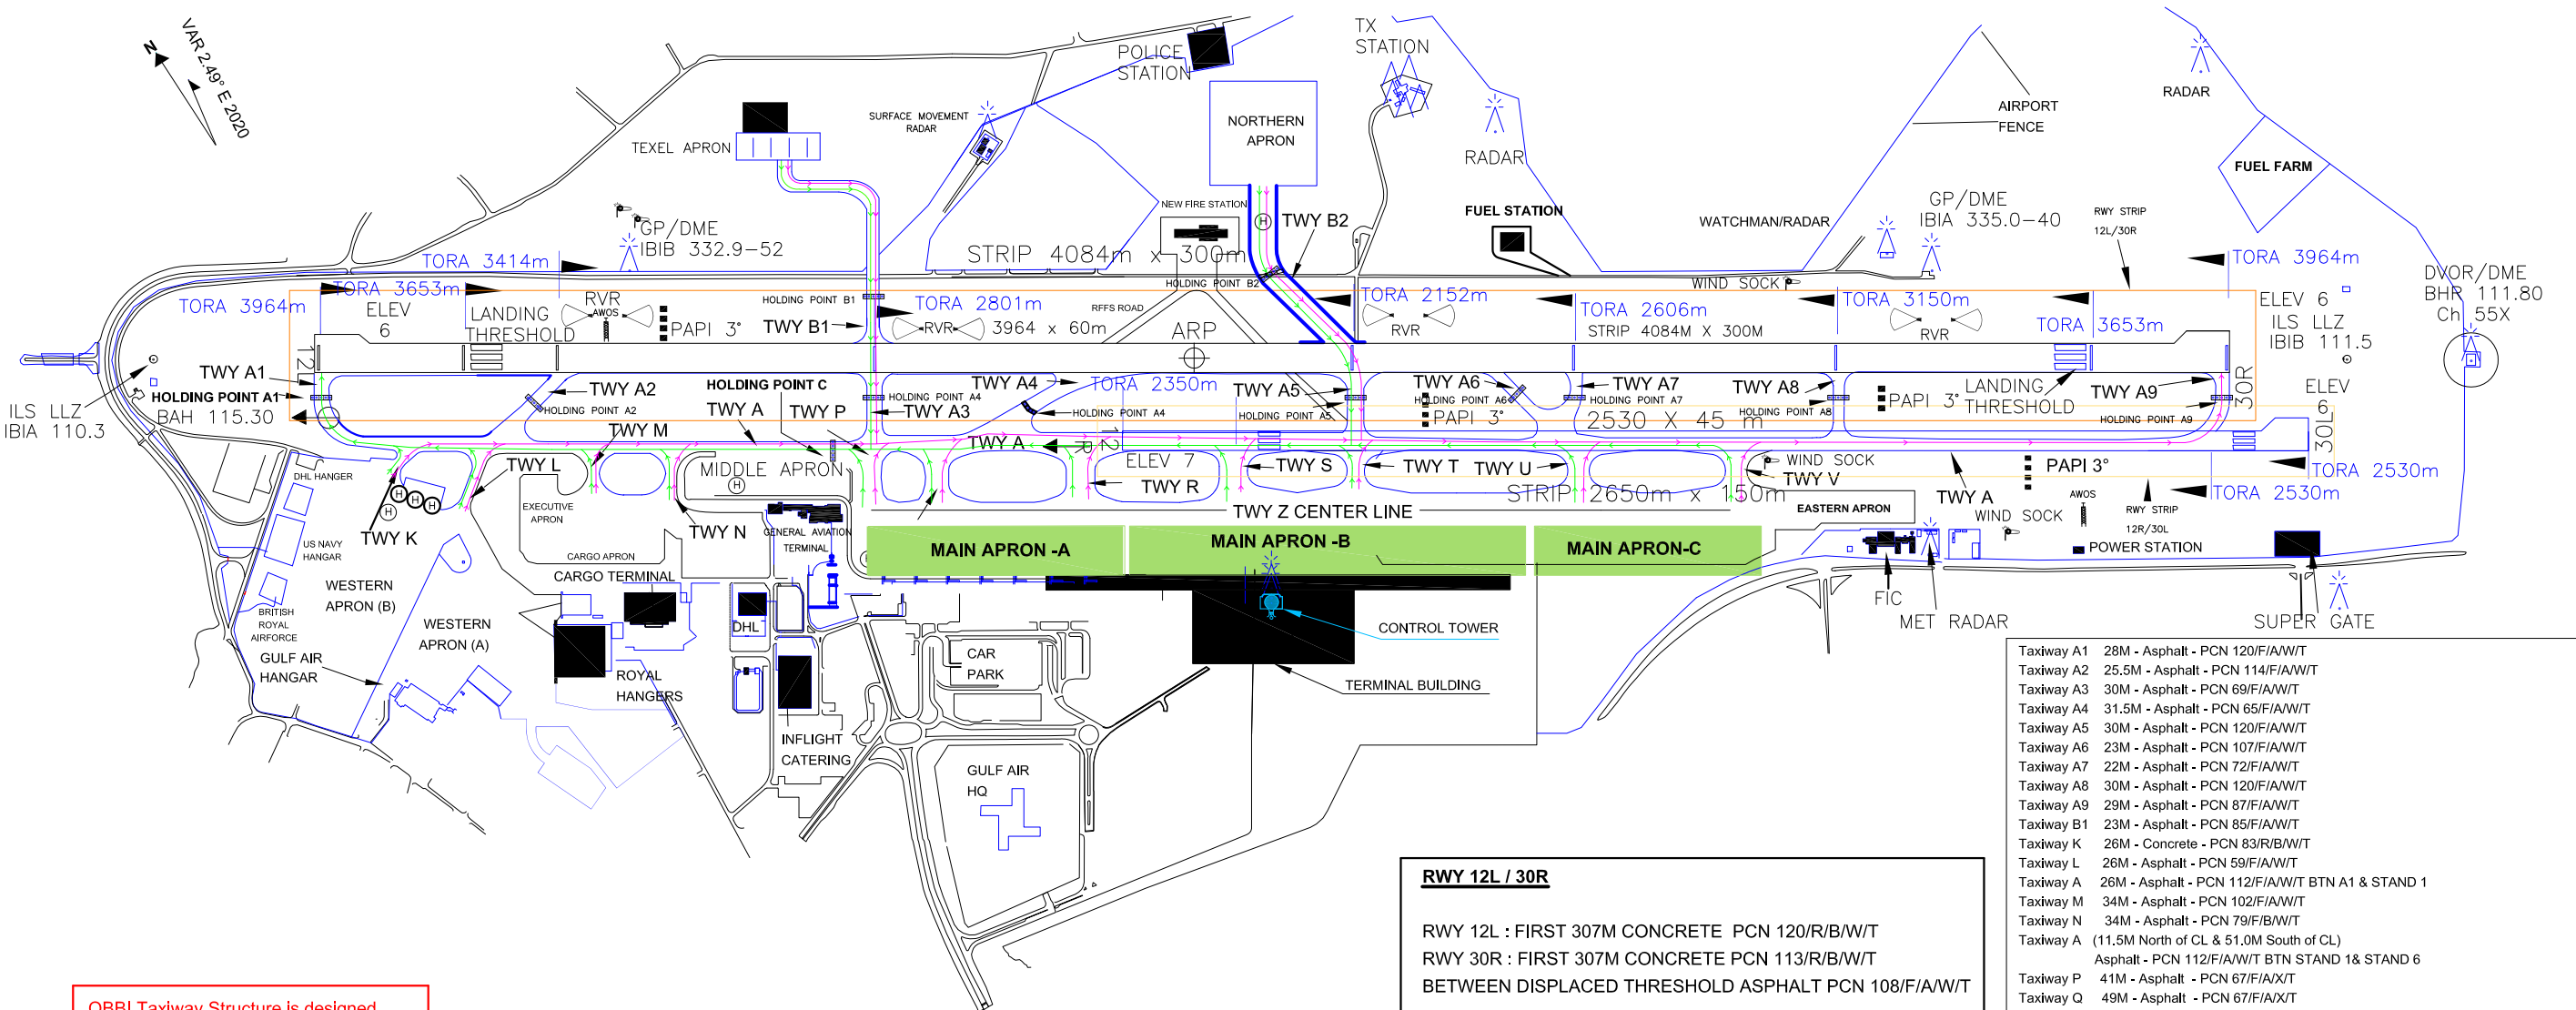 VAR 2.49° E 2020
N
POLICE
STATION
TX
STATION
RADAR
AIRPORT
FENCE
SURFACE MOVEMENT
RADAR
TEXEL APRON
NORTHERN
APRON
RADAR
FUEL FARM
NEW FIRE STATION
H
TWY B2
FUEL STATION
WATCHMAN/RADAR
GP/DME
IBIA 335.0-40
RWY STRIP
12L/30R
GP/DME
IBIB 332.9-52
STRIP 4084m x 300m
TORA 3414m
TORA 3964m
DVOR/DME
BHR 111.80
Ch 55X
TORA 3964m
TORA 3653m
ELEV
6
LANDING
THRESHOLD
RVR
AWOS
PAPI 3°
HOLDING POINT B1
TWY B1
TORA 2801m
RVR
3964 x 60m
RFFS ROAD
HOLDING POINT B2
ARP
TORA 2152m
RVR
TORA 2606m
STRIP 4084M X 300M
WIND SOCK
TORA 3150m
RVR
TORA 3653m
ELEV 6
ILS LLZ
IBIB 111.5
12L
TWY A1
HOLDING POINT A1
BAH 115.30
ILS LLZ
IBIA 110.3
TWY A2
HOLDING POINT A2
HOLDING POINT C
TWY A
TWY P
TWY A3
HOLDING POINT A4
TWY A4
HOLDING POINT A4
TORA 2350m
TWY A5
HOLDING POINT A5
TWY A6
HOLDING POINT A6
PAPI 3°
TWY A7
HOLDING POINT A7
2530 X 45 m
TWY A8
HOLDING POINT A8
PAPI 3°
LANDING
THRESHOLD
TWY A9
HOLDING POINT A9
30R
ELEV
6
30L
TWY M
TWY A
12R
ELEV 7
TWY L
MIDDLE APRON
H
TWY R
TWY S
TWY T
TWY U
STRIP 2650m x 150m
WIND SOCK
TWY V
TWY A
PAPI 3°
TORA 2530m
TORA 2530m
DHL HANGER
H
H
H
H
TWY K
EXECUTIVE
APRON
TWY N
GENERAL AVIATION
TERMINAL
TWY Z CENTER LINE
EASTERN APRON
WIND SOCK
AWOS
RWY STRIP
12R/30L
US NAVY
HANGAR
CARGO APRON
CARGO TERMINAL
MAIN APRON -A
MAIN APRON -B
MAIN APRON-C
POWER STATION
WESTERN
APRON (B)
BRITISH
ROYAL
AIRFORCE
WESTERN
APRON (A)
GULF AIR
HANGAR
DHL
ROYAL
HANGERS
CAR
PARK
CONTROL TOWER
TERMINAL BUILDING
FIC
MET RADAR
SUPER GATE
INFLIGHT
CATERING
GULF AIR
HQ
Taxiway A1 28M - Asphalt - PCN 120/F/A/W/T
Taxiway A2 25.5M - Asphalt - PCN 114/F/A/W/T
Taxiway A3 30M - Asphalt - PCN 69/F/A/W/T
Taxiway A4 31.5M - Asphalt - PCN 65/F/A/W/T
Taxiway A5 30M - Asphalt - PCN 120/F/A/W/T
Taxiway A6 23M - Asphalt - PCN 107/F/A/W/T
Taxiway A7 22M - Asphalt - PCN 72/F/A/W/T
Taxiway A8 30M - Asphalt - PCN 120/F/A/W/T
Taxiway A9 29M - Asphalt - PCN 87/F/A/W/T
Taxiway B1 23M - Asphalt - PCN 85/F/A/W/T
Taxiway K 26M - Concrete - PCN 83/R/B/W/T
Taxiway L 26M - Asphalt - PCN 59/F/A/W/T
Taxiway A 26M - Asphalt - PCN 112/F/A/W/T BTN A1 & STAND 1
Taxiway M 34M - Asphalt - PCN 102/F/A/W/T
Taxiway N 34M - Asphalt - PCN 79/F/B/W/T
Taxiway A (11.5M North of CL & 51.0M South of CL)
Asphalt - PCN 112/F/A/W/T BTN STAND 1& STAND 6
Taxiway P 41M - Asphalt - PCN 67/F/A/X/T
Taxiway Q 49M - Asphalt - PCN 67/F/A/X/T
RWY 12L / 30R
RWY 12L : FIRST 307M CONCRETE PCN 120/R/B/W/T
RWY 30R : FIRST 307M CONCRETE PCN 113/R/B/W/T
BETWEEN DISPLACED THRESHOLD ASPHALT PCN 108/F/A/W/T
OBBI Taxiway Structure is designed